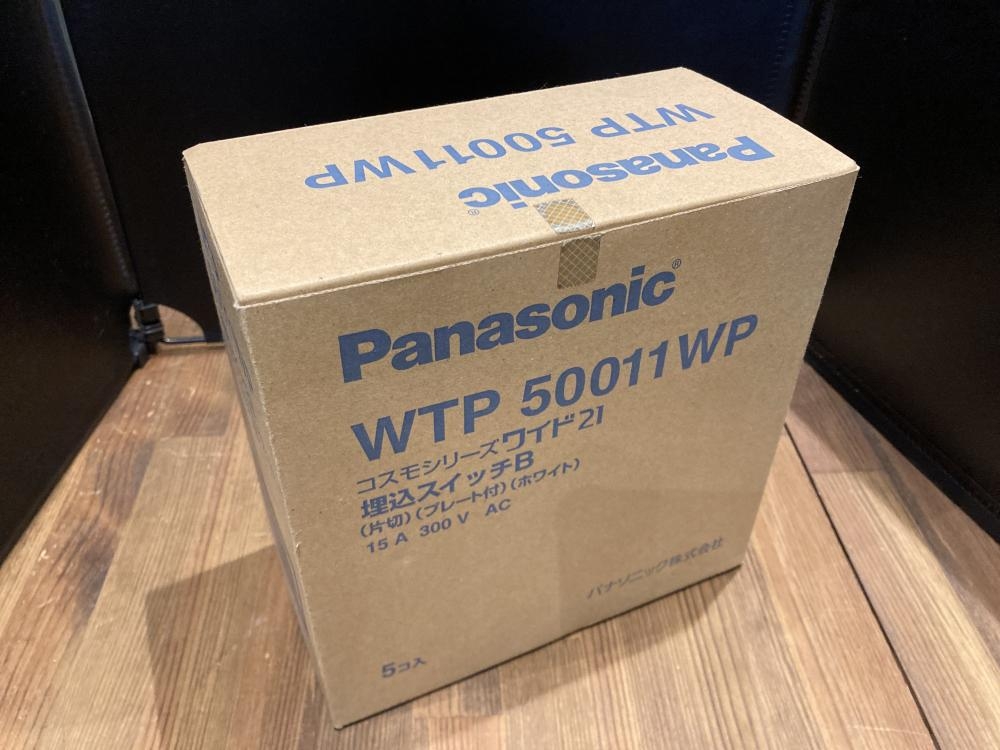 WTP 50011WP
Panasonic®
Panasonic®
WTP 50011WP
コスモシリーズワイド21
埋込スイッチB
(片切)(プレート付)(ホワイト)
15 A 300 V AC
パナソニック株式会社
5コ入